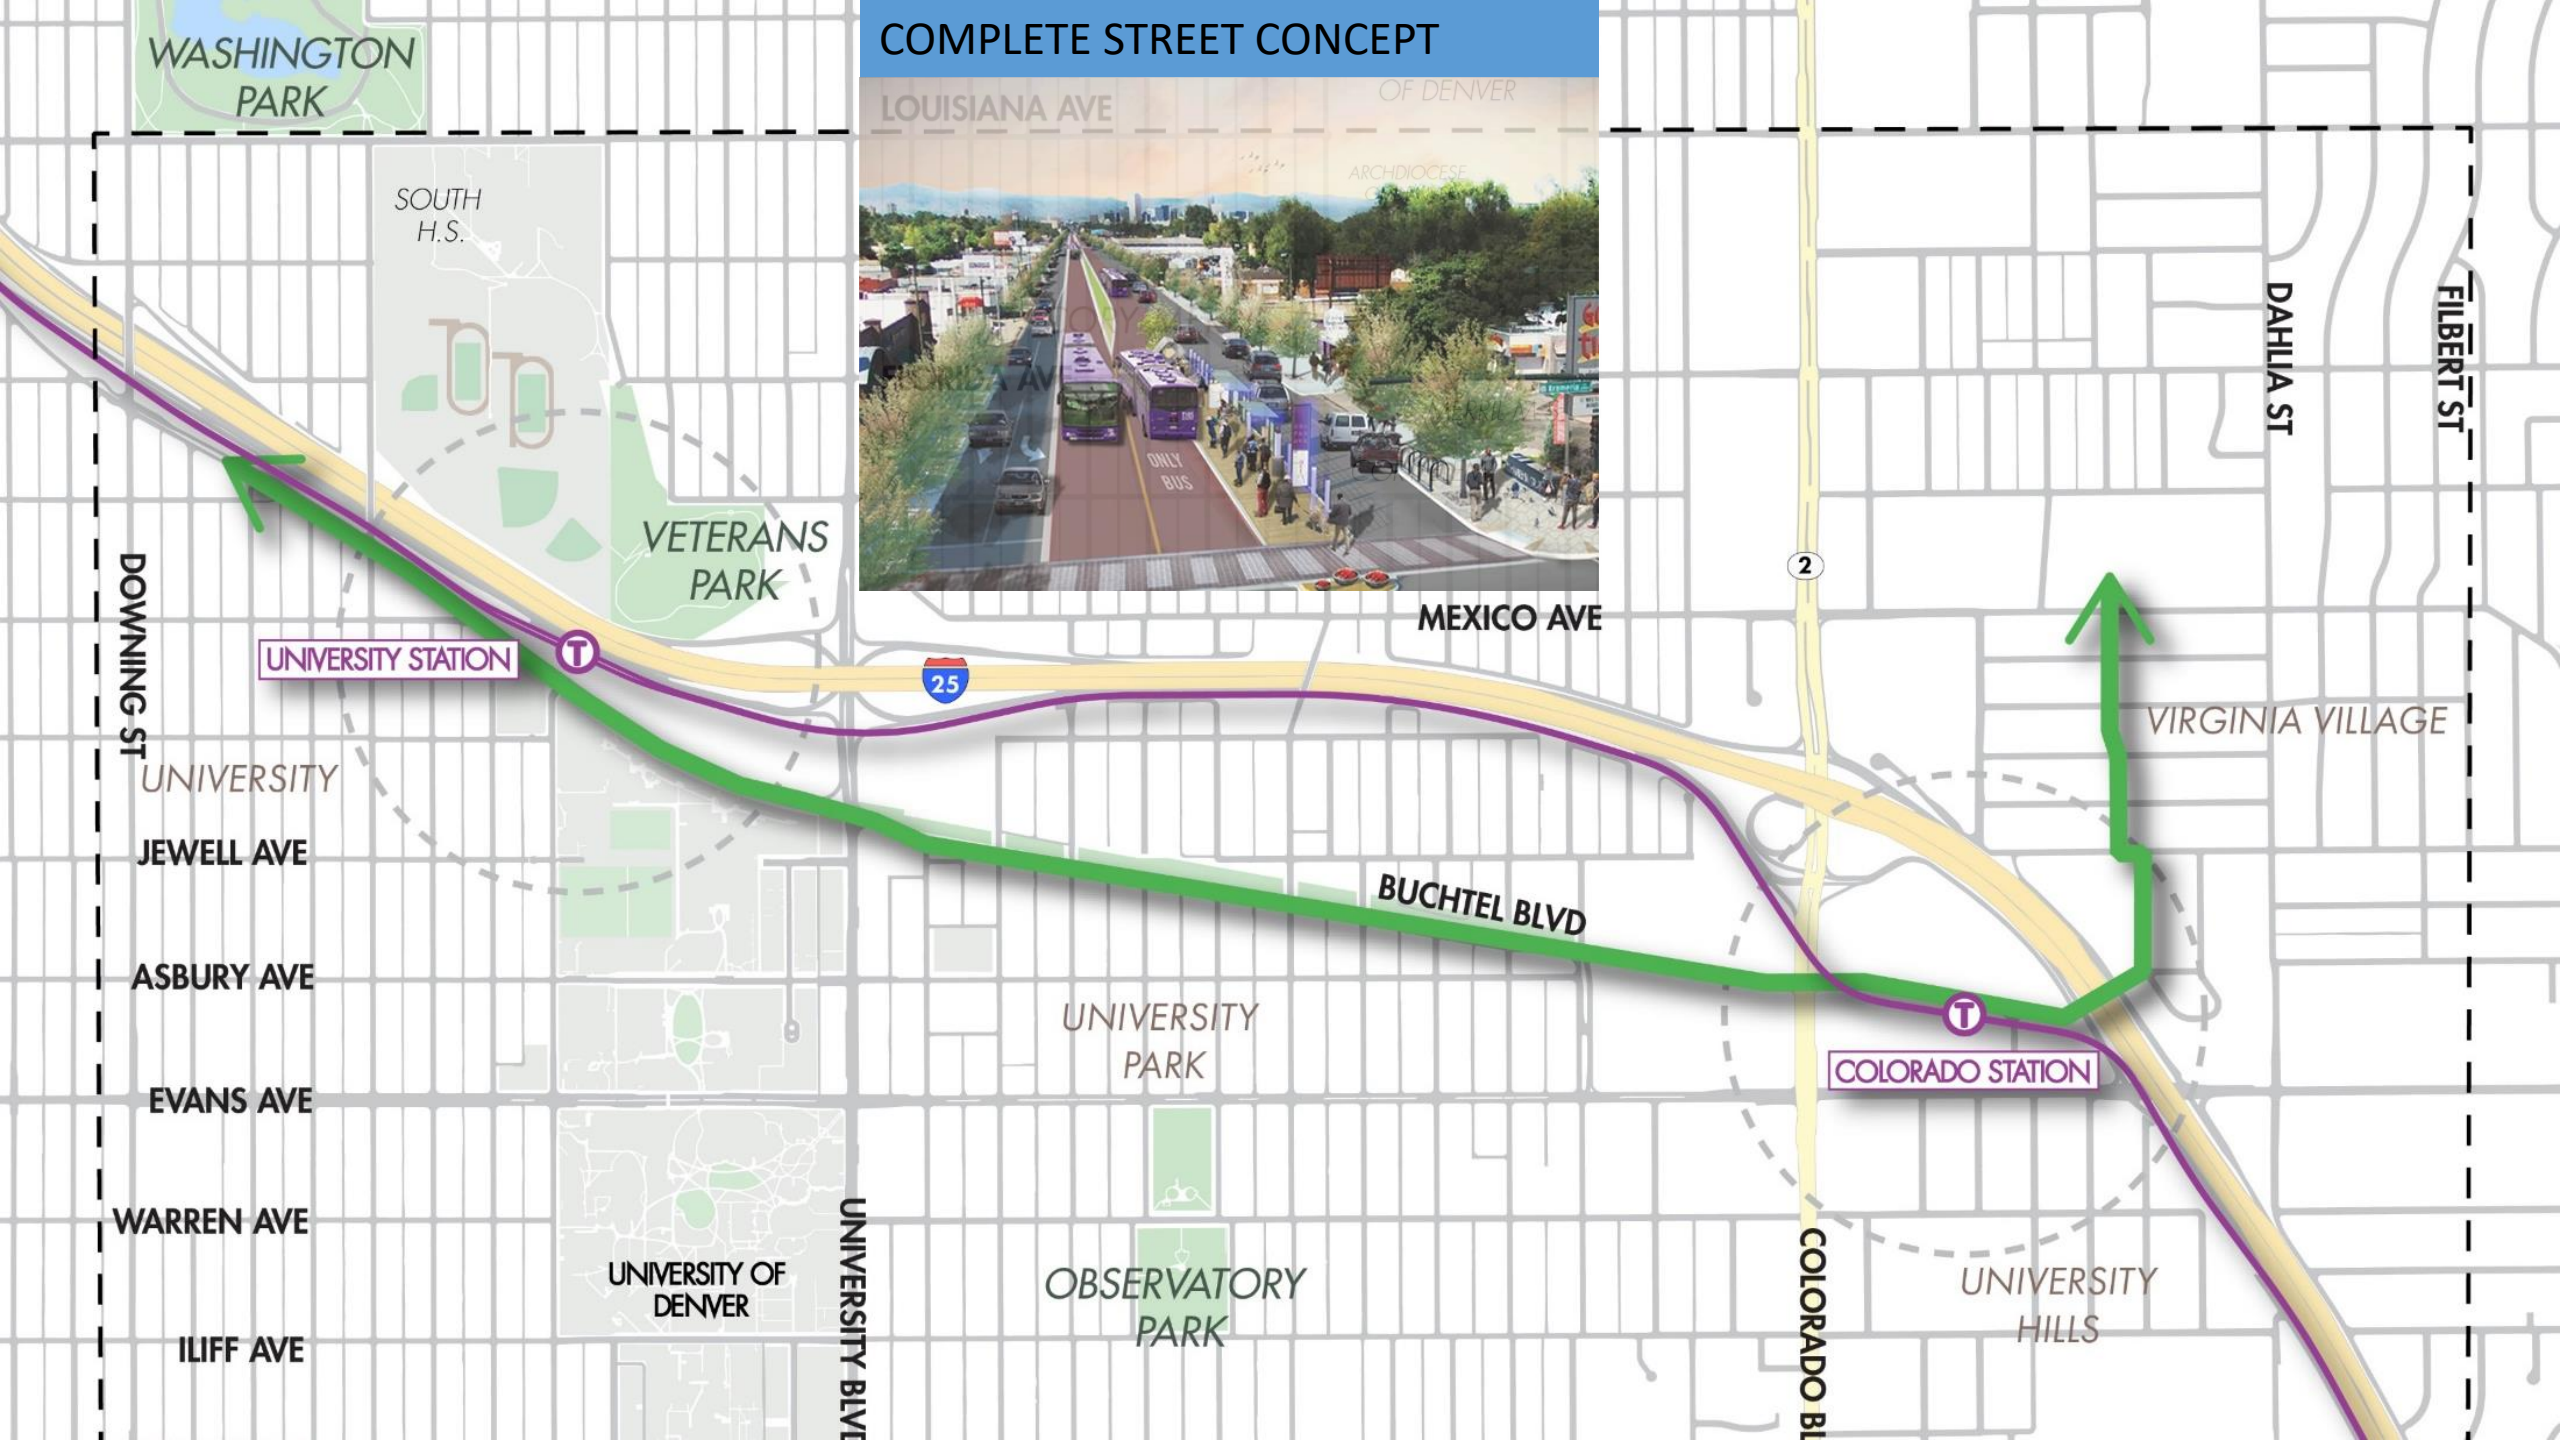 COMPLETE STREET CONCEPT
WASHINGTON
PARK
LOUISIANA AVE
OF DENVER
ARCHDIOCESE
SOUTH
H.S.
DAHLIA ST
FILBERT ST
ONLY
BUS
VETERANS
PARK
DOWNING ST
2
MEXICO AVE
UNIVERSITY STATION
T
25
VIRGINIA VILLAGE
UNIVERSITY
JEWELL AVE
BUCHTEL BLVD
ASBURY AVE
UNIVERSITY
PARK
T
COLORADO STATION
EVANS AVE
WARREN AVE
UNIVERSITY BLVD
COLORADO BL
UNIVERSITY OF
DENVER
OBSERVATORY
PARK
UNIVERSITY
HILLS
ILIFF AVE